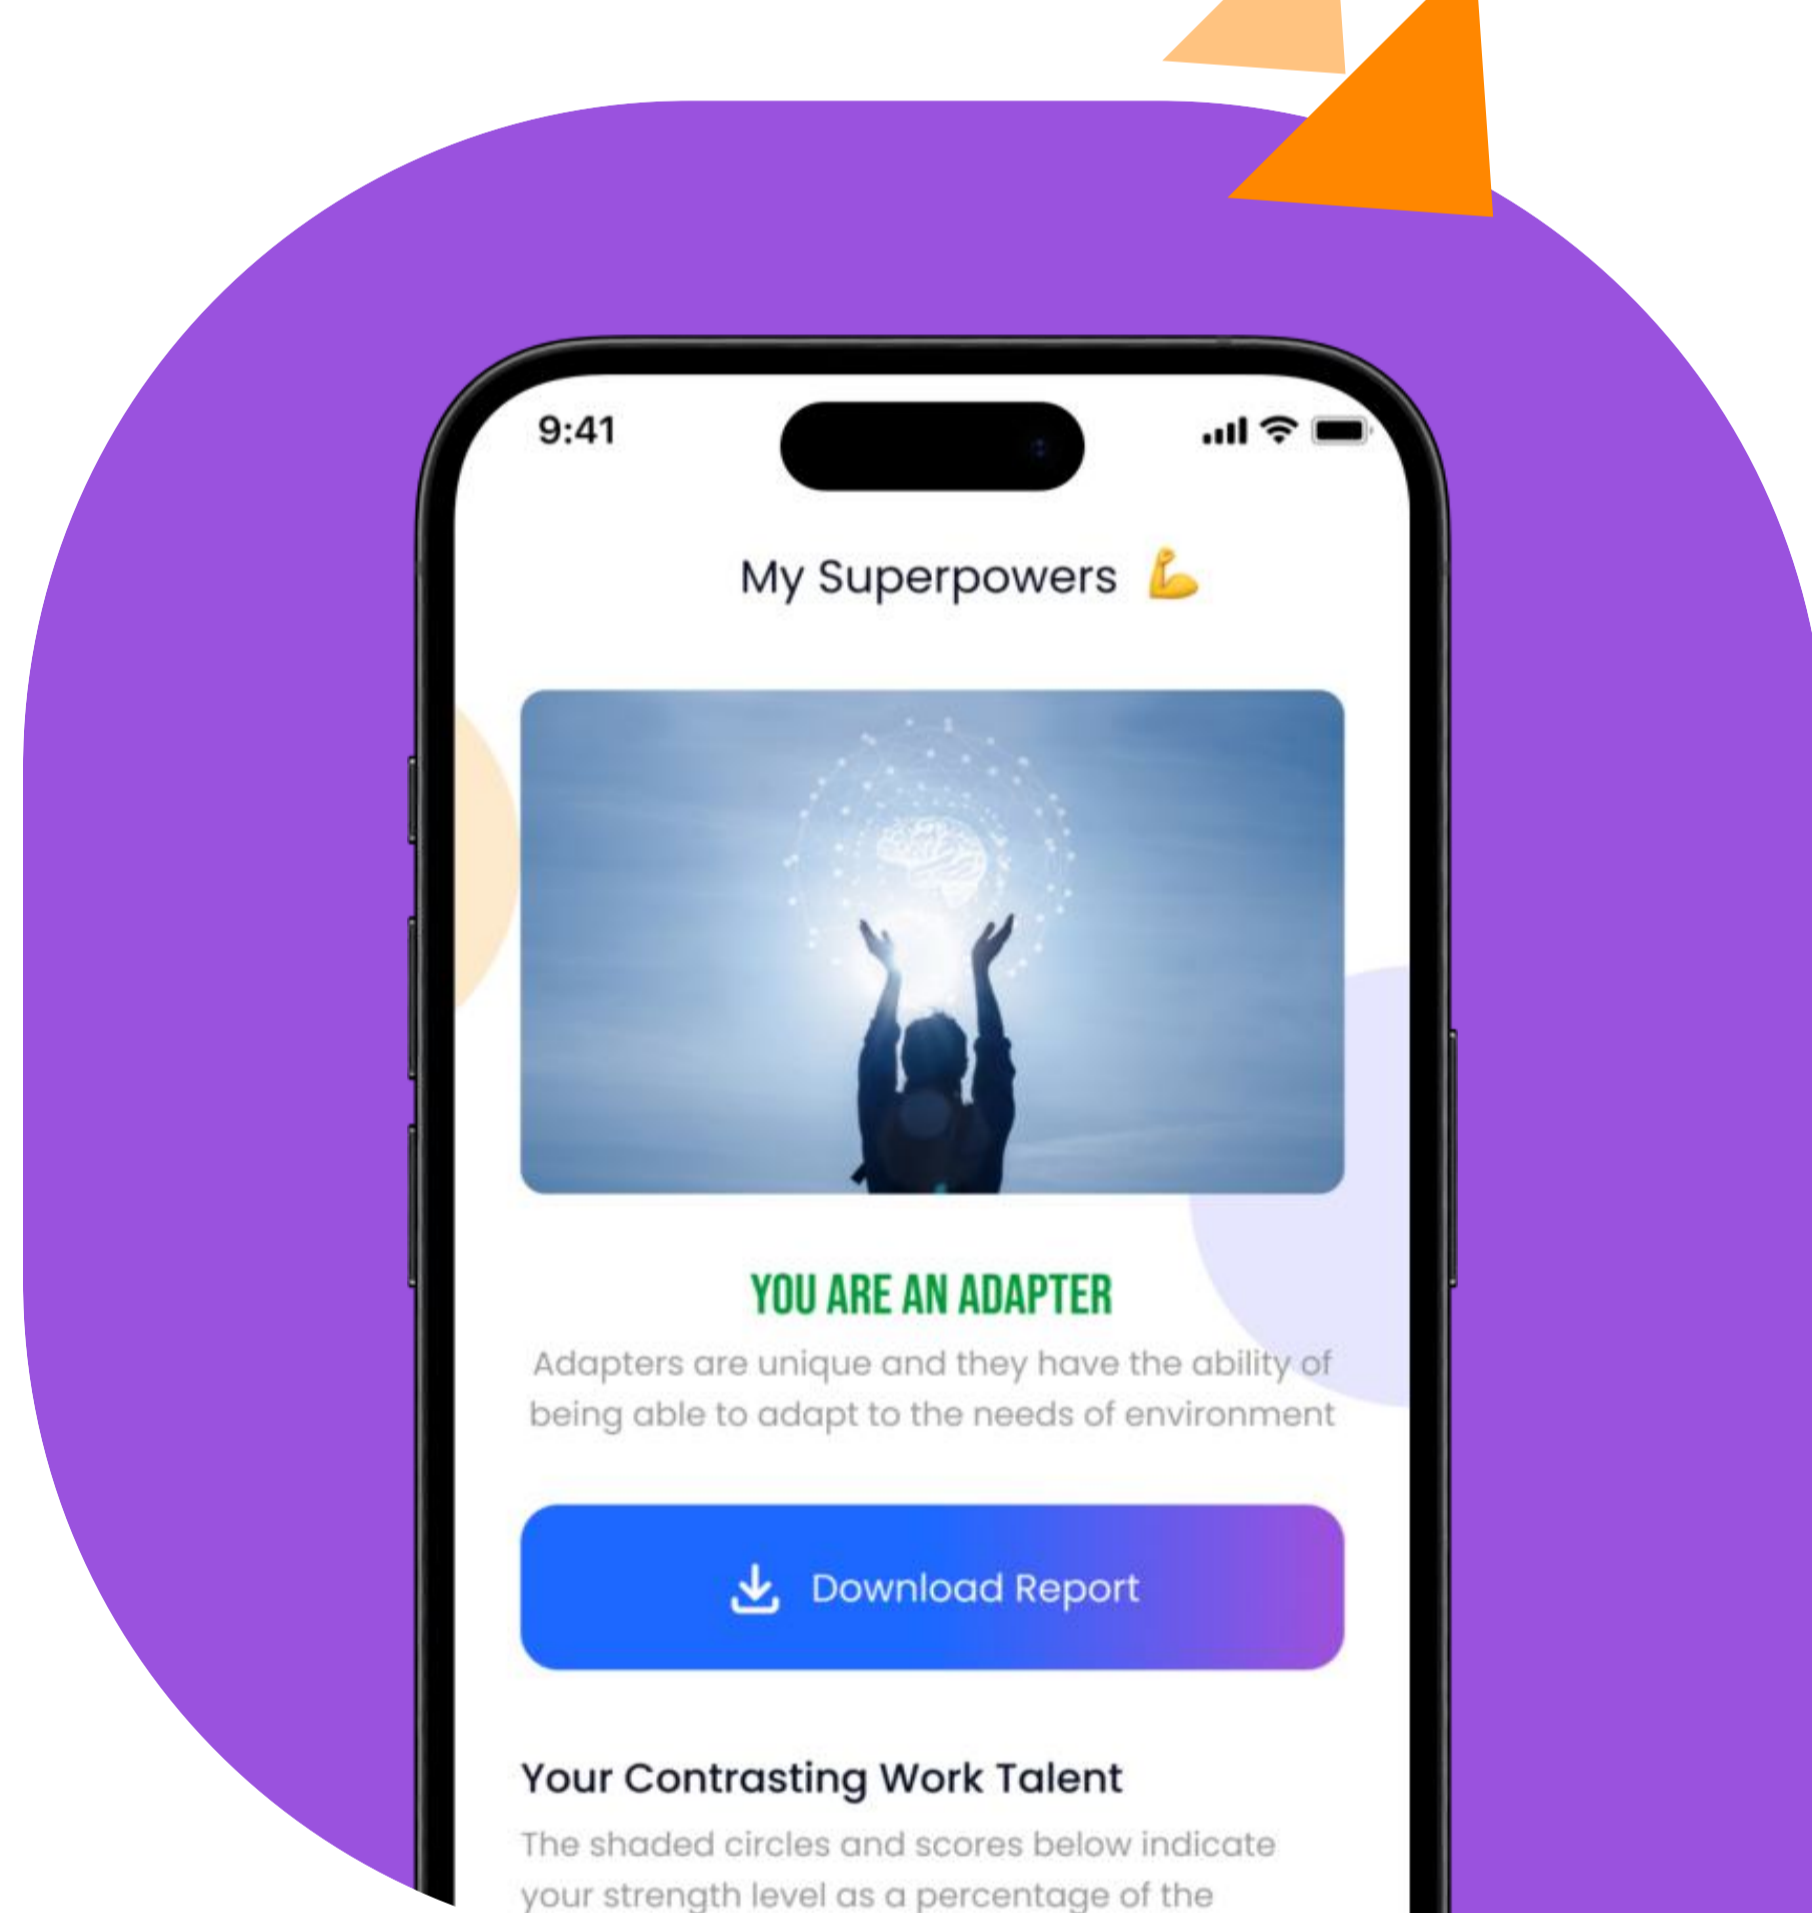 9:41
My Superpowers 💪
YOU ARE AN ADAPTER
Adapters are unique and they have the ability of
being able to adapt to the needs of environment
Download Report
Your Contrasting Work Talent
The shaded circles and scores below indicate
your strength level as a percentage of the